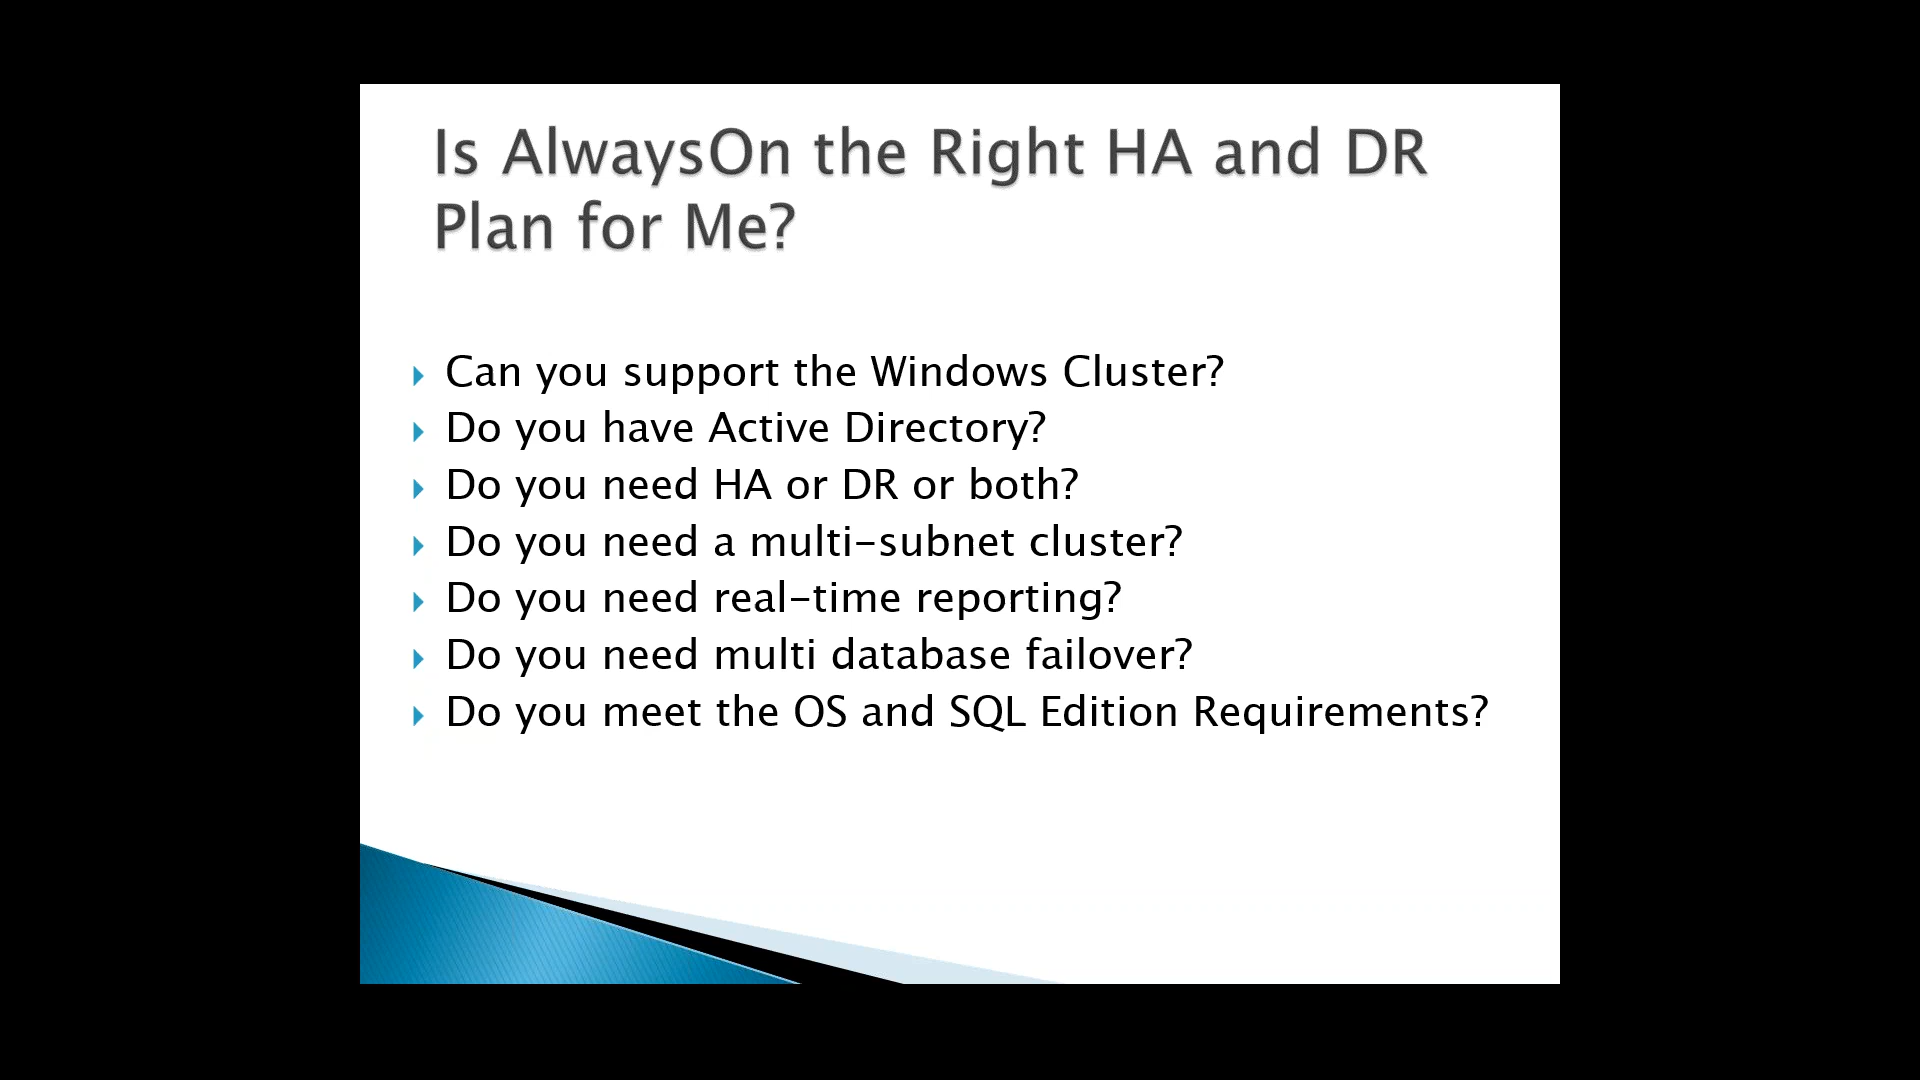 Is AlwaysOn the Right HA and DR
Plan for Me?
Can you support the Windows Cluster?
Do you have Active Directory?
Do you need HA or DR or both?
Do you need a multi-subnet cluster?
Do you need real-time reporting?
Do you need multi database failover?
Do you meet the OS and SQL Edition Requirements?